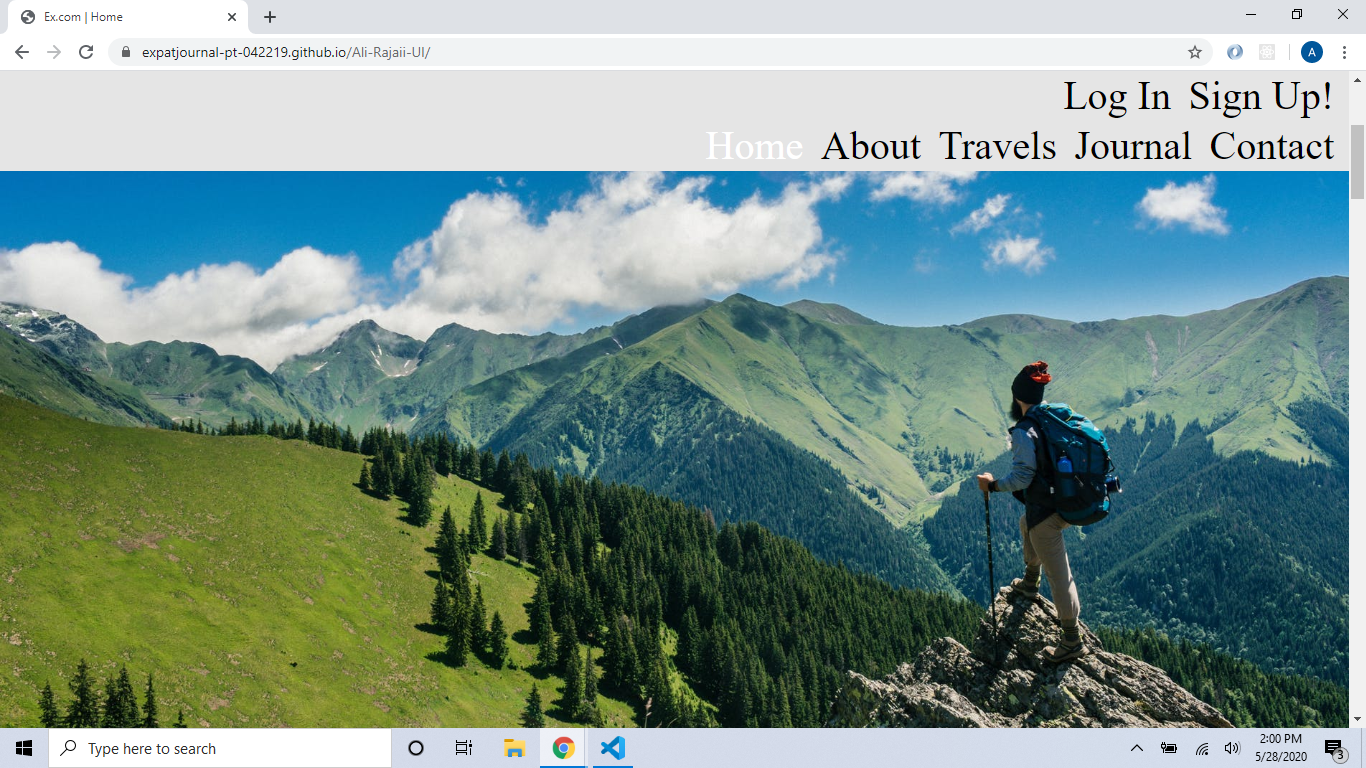 Ex.com | Home
expatjournal-pt-042219.github.io/Ali-Rajaii-UI/
A
Log In Sign Up!
Home About Travels Journal Contact
Type here to search
2:00 PM
5/28/2020
3